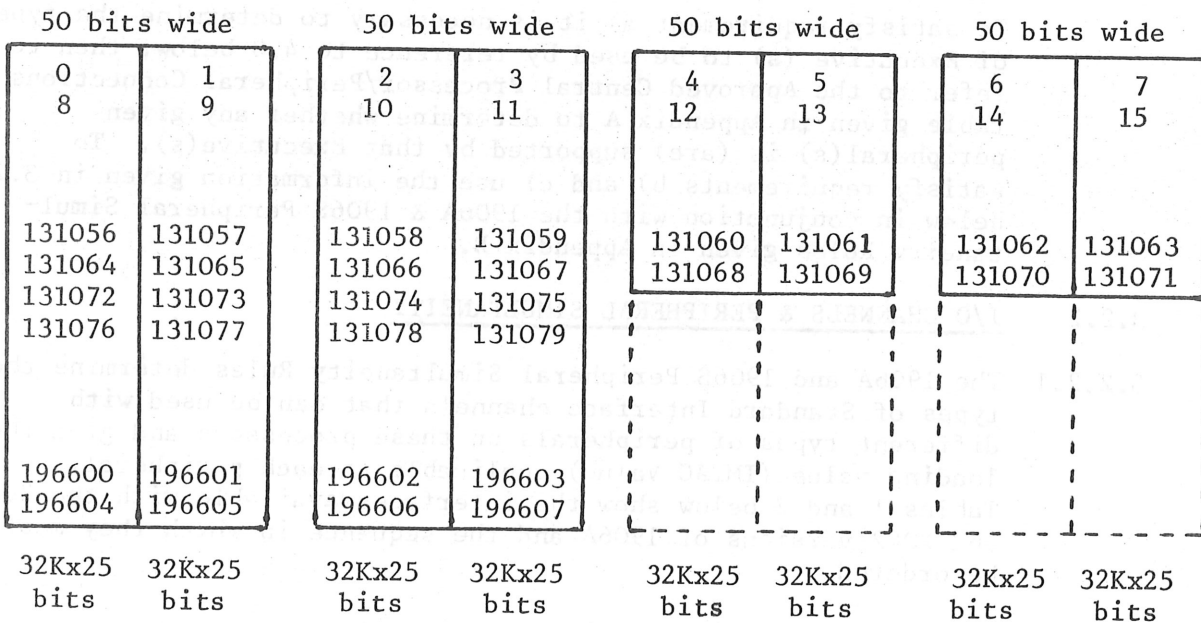 50 bits wide 50 bits wide 50 bits wide 50 bits wide
0 1 2 3 4 5 6 7
8 9 10 11 12 13 14 15
131056 131057 131058 131059 131060 131061 131062 131063
131064 131065 131066 131067 131068 131069 131070 131071
131072 131073 131074 131075
131076 131077 131078 131079
196600 196601 196602 196603
196604 196605 196606 196607
32Kx25 32Kx25 32Kx25 32Kx25 32Kx25 32Kx25 32Kx25 32Kx25
bits bits bits bits bits bits bits bits